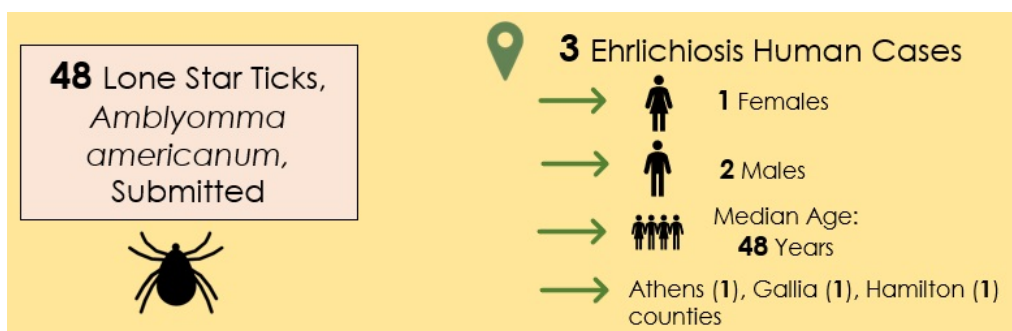 48 Lone Star Ticks,
Amblyomma
americanum,
Submitted
3 Ehrlichiosis Human Cases
1 Females
2 Males
Median Age:
48 Years
Athens (1), Gallia (1), Hamilton (1)
counties